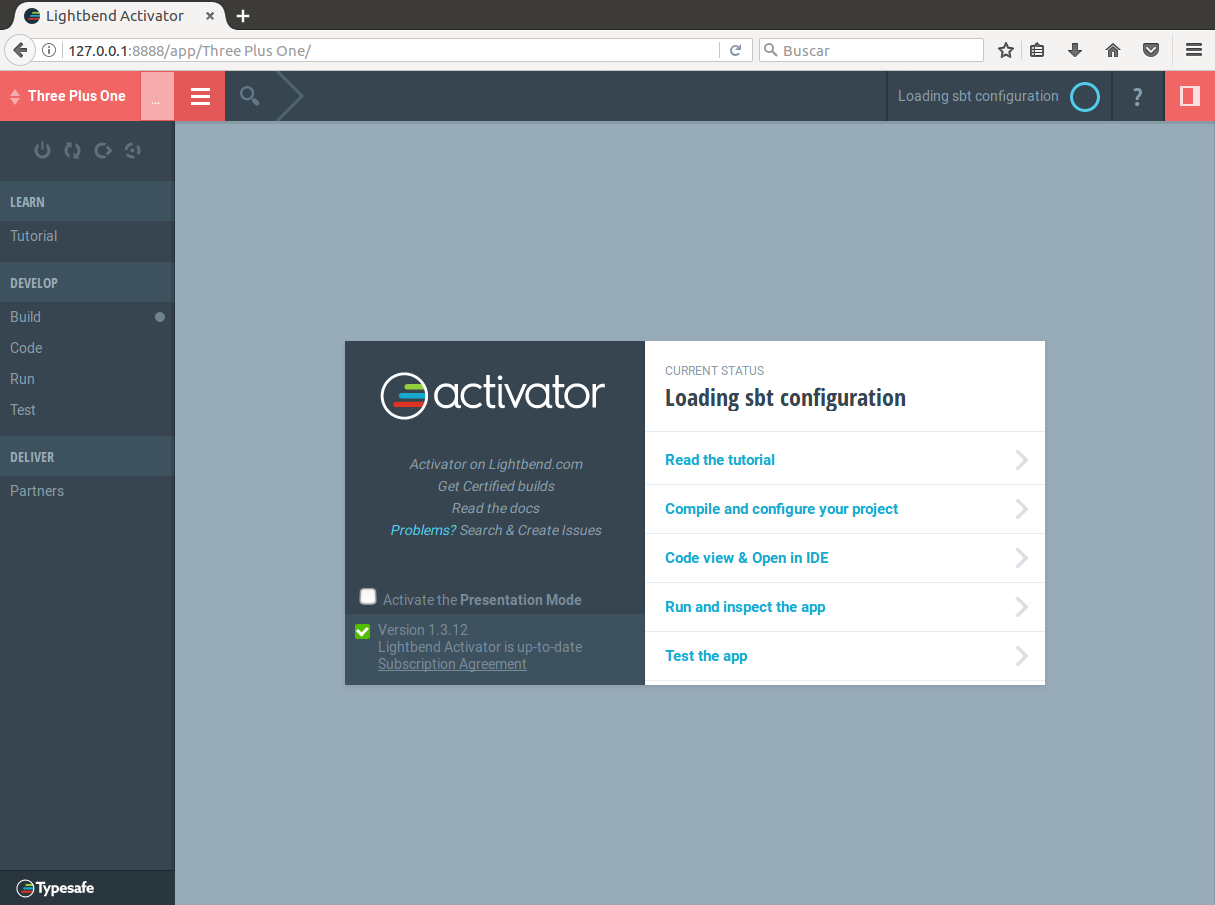 Lightbend Activator
127.0.0.1:8888/app/Three Plus One/
Buscar
Three Plus One
...
Loading sbt configuration
?
LEARN
Tutorial
DEVELOP
Build
Code
Run
Test
DELIVER
Partners
activator
Activator on Lightbend.com
Get Certified builds
Read the docs
Problems? Search & Create Issues
Activate the Presentation Mode
Version 1.3.12
Lightbend Activator is up-to-date
Subscription Agreement
CURRENT STATUS
Loading sbt configuration
Read the tutorial
Compile and configure your project
Code view & Open in IDE
Run and inspect the app
Test the app
Typesafe